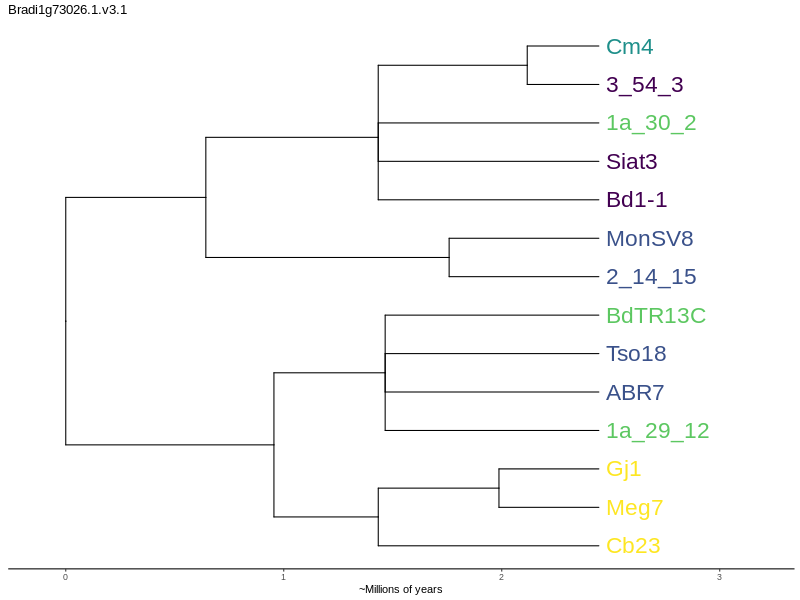 Bradi1g73026.1.v3.1
Cm4
3_54_3
1a_30_2
Siat3
Bd1-1
MonSV8
2_14_15
BdTR13C
Tso18
ABR7
1a_29_12
Gj1
Meg7
Cb23
0 1 2 3
~Millions of years